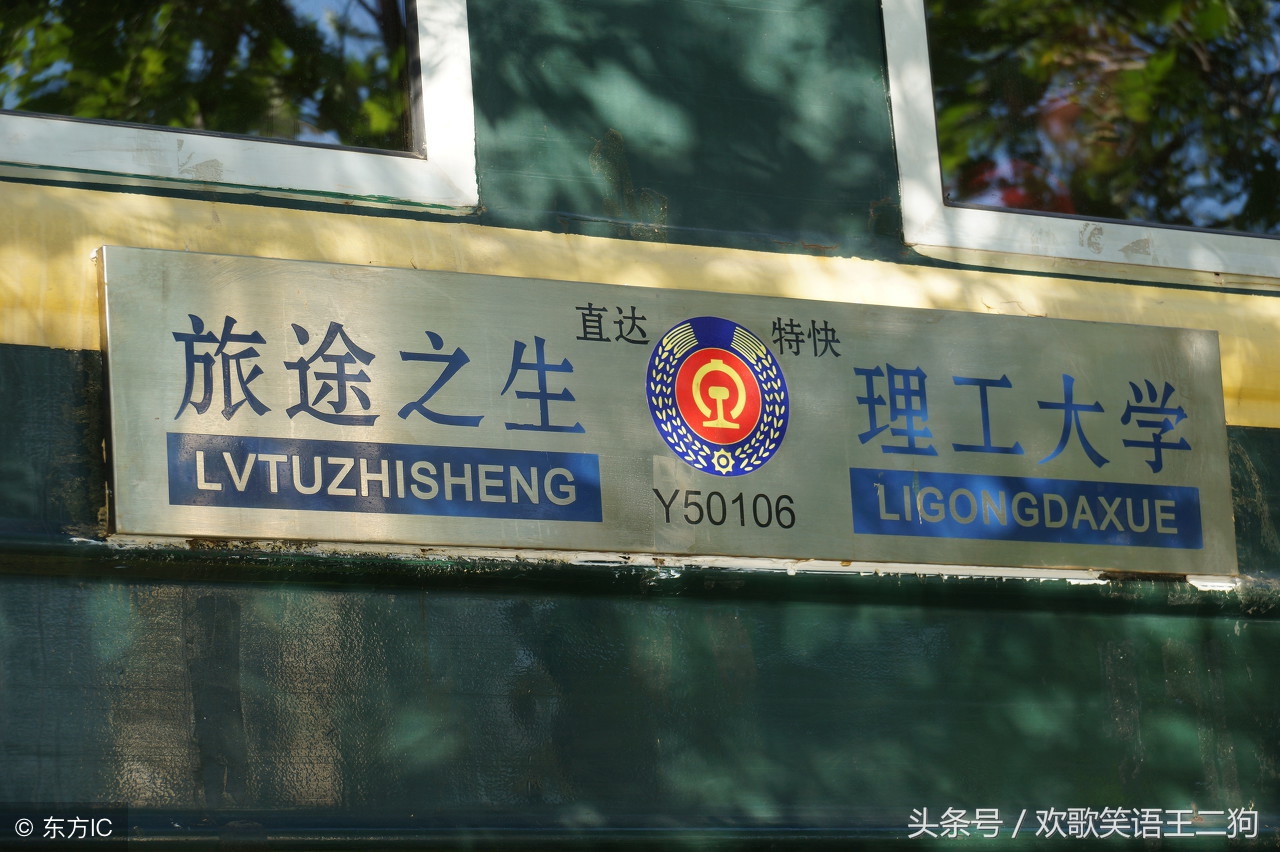 直达 特快
旅途之生 理工大学
LVTUZHISHENG Y50106 LIGONGDAXUE
© 东方IC
头条号 / 欢歌笑语王二狗